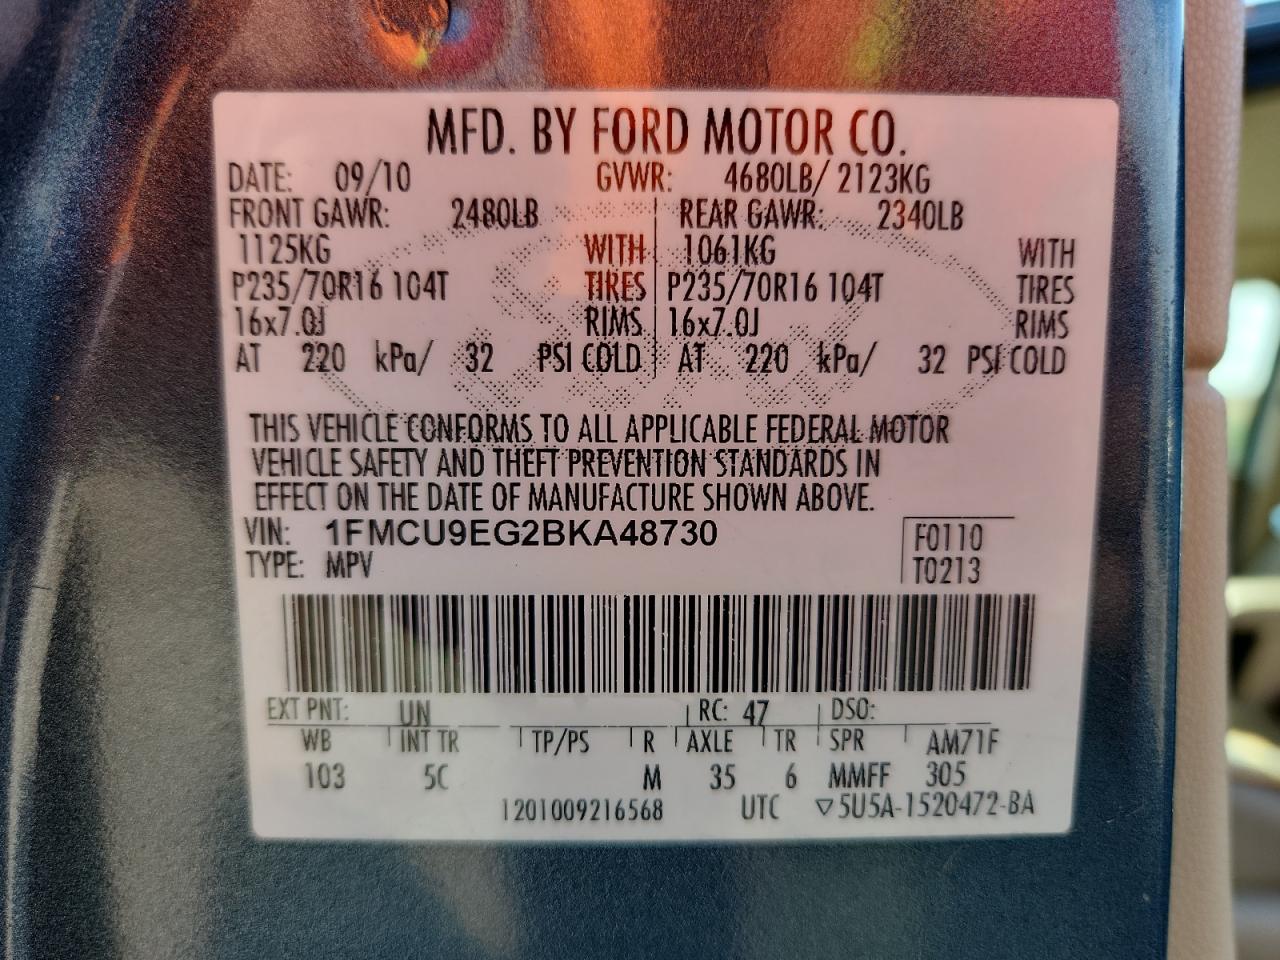 MFD. BY FORD MOTOR CO.
DATE: 09/10 GVWR: 4680LB/ 2123KG
FRONT GAWR: 2480LB REAR GAWR: 2340LB
1125KG WITH 1061KG WITH
P235/70R16 104T TIRES P235/70R16 104T TIRES
16x7.0J RIMS 16x7.0J RIMS
AT 220 kPa/ 32 PSI COLD AT 220 kPa/ 32 PSI COLD
THIS VEHICLE CONFORMS TO ALL APPLICABLE FEDERAL MOTOR
VEHICLE SAFETY AND THEFT PREVENTION STANDARDS IN
EFFECT ON THE DATE OF MANUFACTURE SHOWN ABOVE.
VIN: 1FMCU9EG2BKA48730 F0110
TYPE: MPV T0213
EXT PNT: UN RC: 47 DSO:
WB INT TR TP/PS R AXLE TR SPR AM71F
103 5C M 35 6 MMFF 305
1201009216568 UTC ▽5U5A-1520472-BA